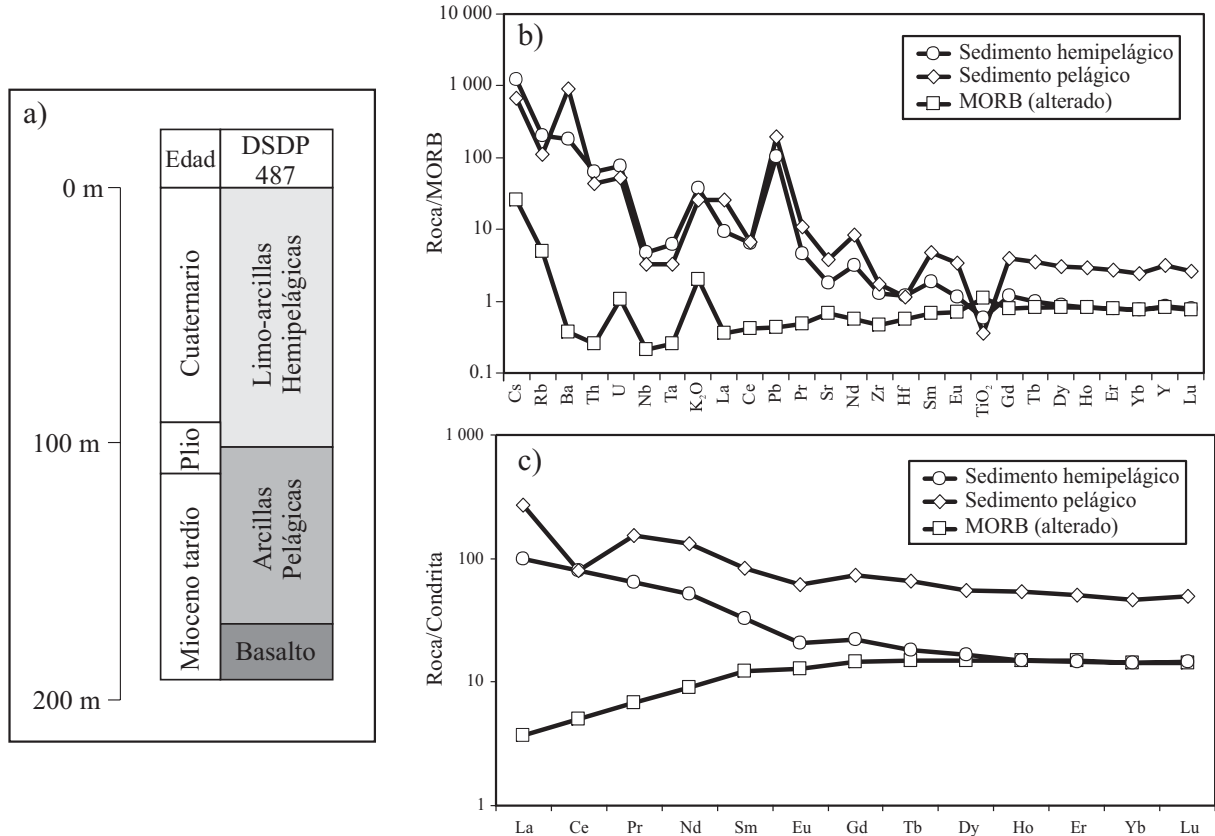 a)
Edad
DSDP
487
0 m
100 m
200 m
Cuaternario
Plio
Mioceno tardío
Limo-arcillas
Hemipelágicas
Arcillas
Pelágicas
Basalto
b)
10 000
1 000
100
10
1
0.1
Roca/MORB
Sedimento hemipelágico
Sedimento pelágico
MORB (alterado)
Cs Rb Ba Th U Nb Ta K₂O La Ce Pb Pr Sr Nd Zr Hf Sm Eu TiO₂ Gd Tb Dy Ho Er Yb Y Lu
c)
1 000
100
10
1
Roca/Condrita
Sedimento hemipelágico
Sedimento pelágico
MORB (alterado)
La Ce Pr Nd Sm Eu Gd Tb Dy Ho Er Yb Lu